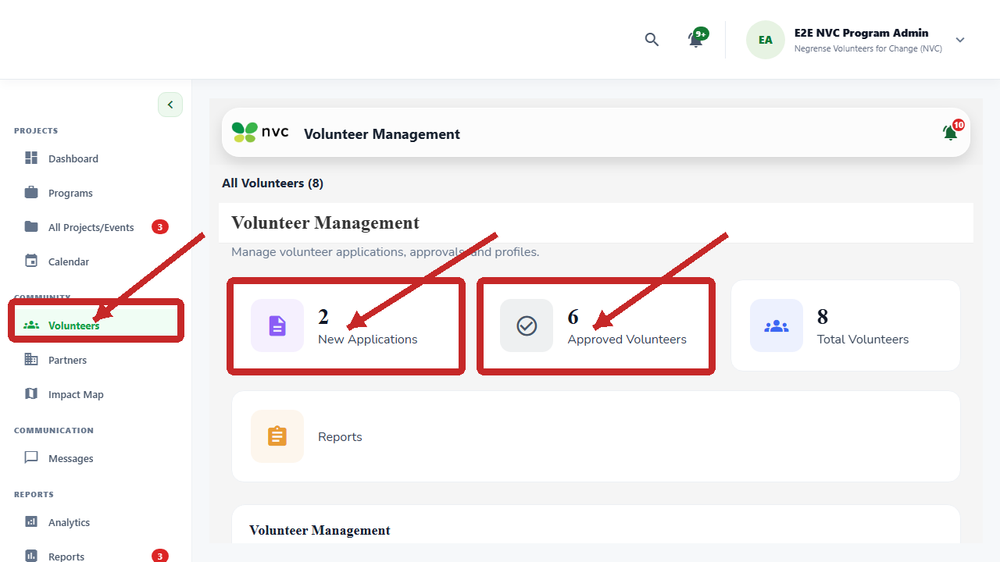 9+
EA
E2E NVC Program Admin
Negrense Volunteers for Change (NVC)
PROJECTS
Dashboard
Programs
All Projects/Events
3
Calendar
COMMUNITY
Volunteers
Partners
Impact Map
COMMUNICATION
Messages
REPORTS
Analytics
Reports
3
nvc
Volunteer Management
10
All Volunteers (8)
Volunteer Management
Manage volunteer applications, approvals and profiles.
2
New Applications
6
Approved Volunteers
8
Total Volunteers
Reports
Volunteer Management